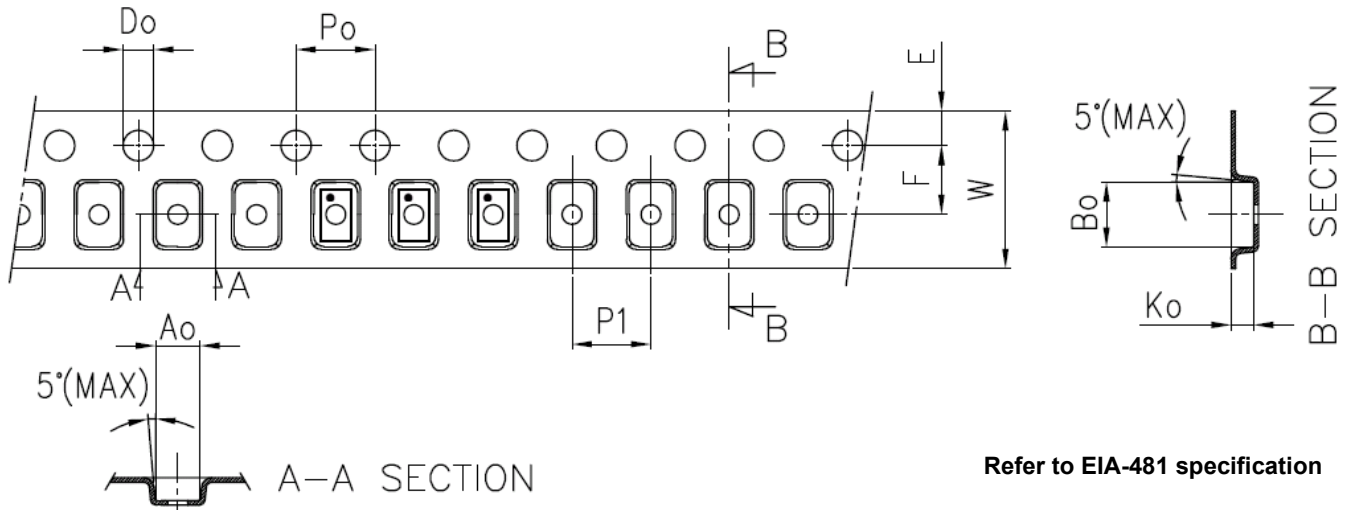 Do
Po
B
E
5°(MAX)
F
W
Bo
B-B SECTION
A
A
Ko
Ao
P1
B
5°(MAX)
A-A SECTION
Refer to EIA-481 specification